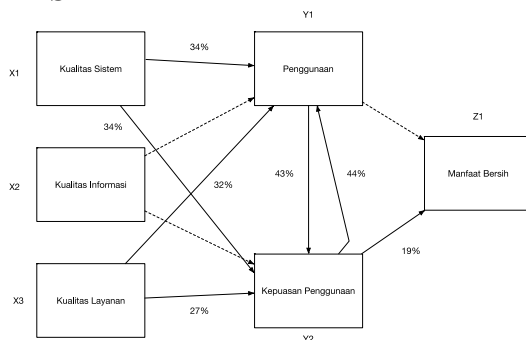 Y1
34%
X1
Kualitas Sistem
Penggunaan
Z1
34%
X2
Kualitas Informasi
32%
43%
44%
Manfaat Bersih
19%
X3
Kualitas Layanan
Kepuasan Penggunaan
27%